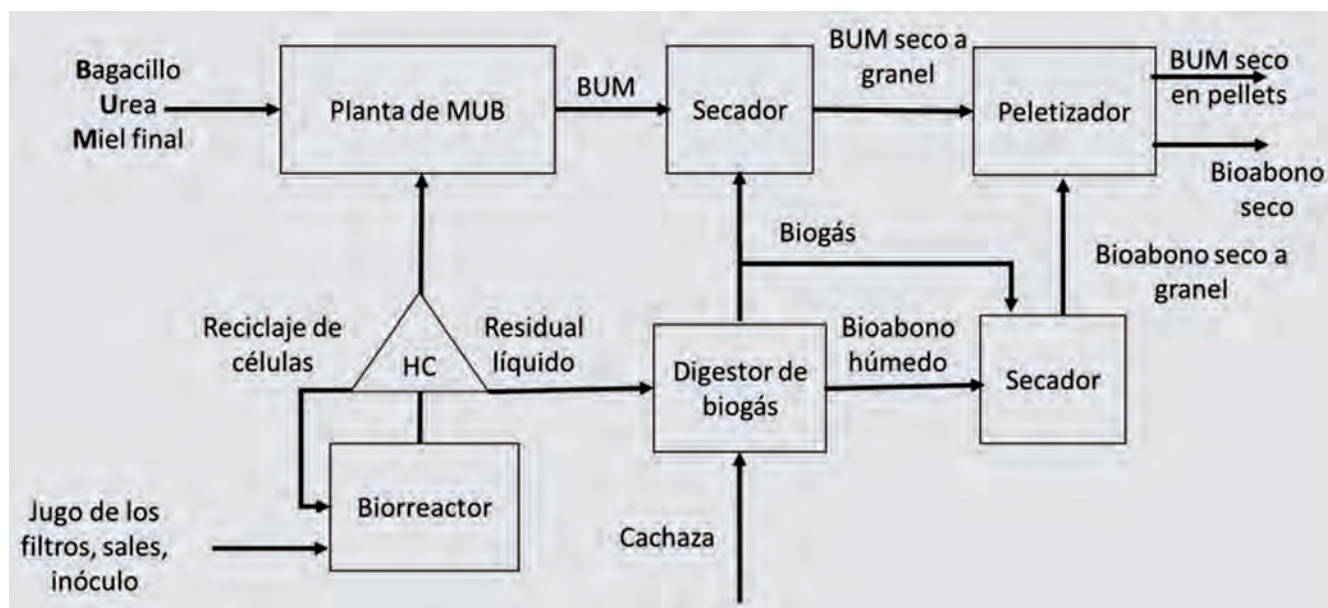 Bagacillo
Urea
Miel final
Planta de MUB
BUM
Secador
BUM seco a
granel
Peletizador
BUM seco
en pellets
Bioabono
seco
Biogás
Bioabono seco a
granel
Reciclaje de
células
HC
Residual
líquido
Digestor de
biogás
Bioabono
húmedo
Secador
Biorreactor
Jugo de los
filtros, sales,
inóculo
Cachaza